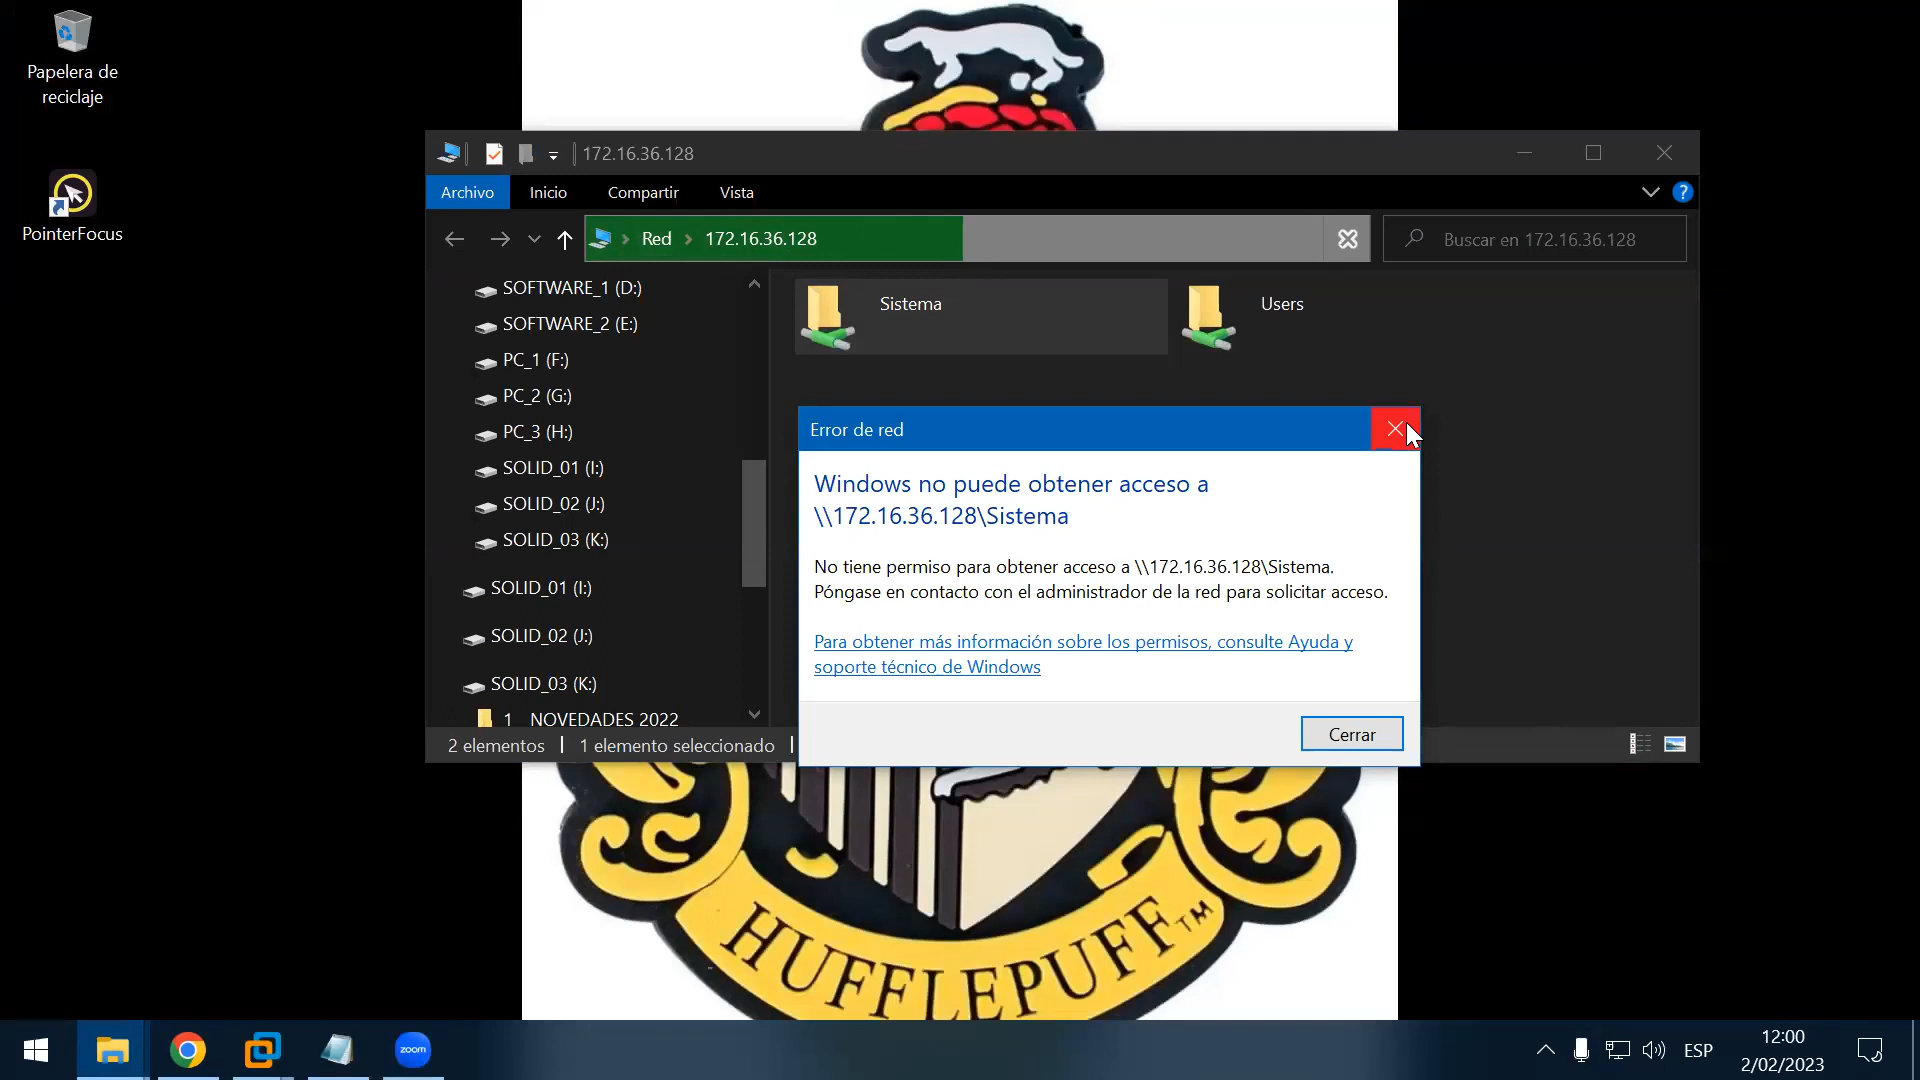 Papelera de
reciclaje
PointerFocus
172.16.36.128
Archivo Inicio Compartir Vista
?
Red 172.16.36.128
Buscar en 172.16.36.128
SOFTWARE_1 (D:)
SOFTWARE_2 (E:)
PC_1 (F:)
PC_2 (G:)
PC_3 (H:)
SOLID_01 (I:)
SOLID_02 (J:)
SOLID_03 (K:)
SOLID_01 (I:)
SOLID_02 (J:)
SOLID_03 (K:)
1 NOVEDADES 2022
Sistema
Users
Error de red
Windows no puede obtener acceso a
\\172.16.36.128\Sistema
No tiene permiso para obtener acceso a \\172.16.36.128\Sistema.
Póngase en contacto con el administrador de la red para solicitar acceso.
Para obtener más información sobre los permisos, consulte Ayuda y
soporte técnico de Windows
Cerrar
2 elementos 1 elemento seleccionado
HUFFLEPUFF™
zoom
ESP
12:00
2/02/2023